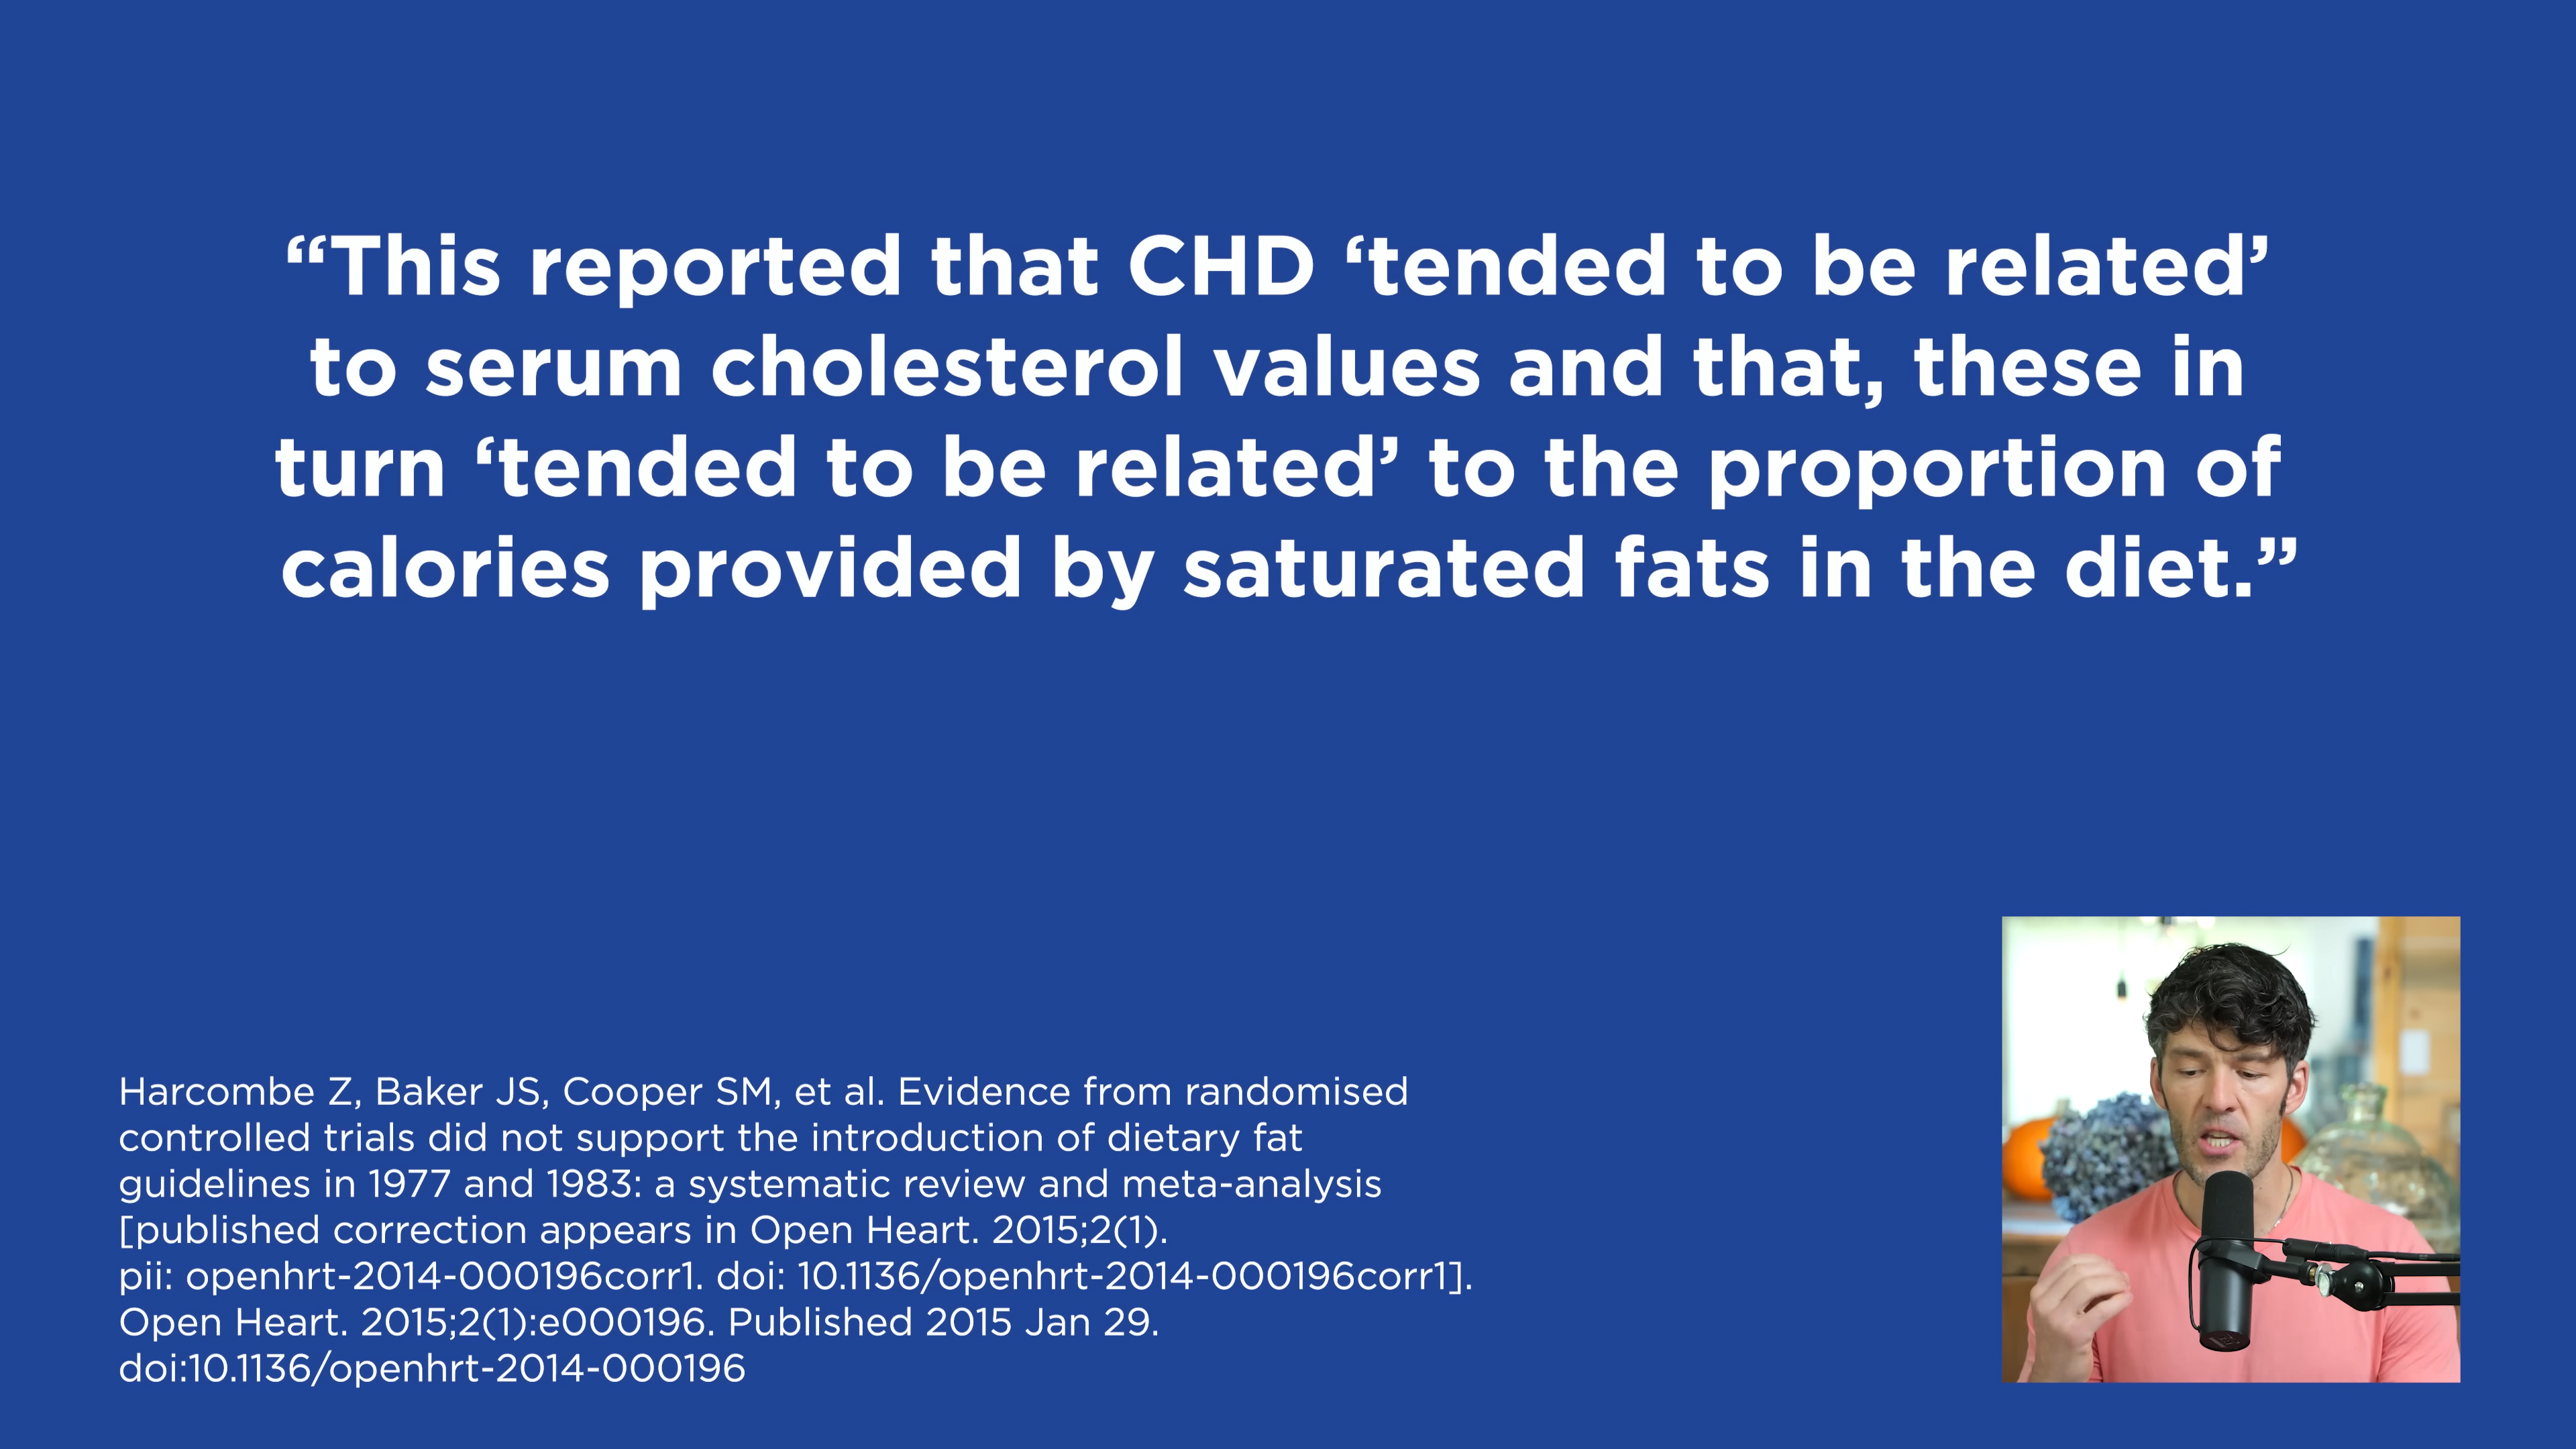 “This reported that CHD ‘tended to be related’
to serum cholesterol values and that, these in
turn ‘tended to be related’ to the proportion of
calories provided by saturated fats in the diet.”
Harcombe Z, Baker JS, Cooper SM, et al. Evidence from randomised
controlled trials did not support the introduction of dietary fat
guidelines in 1977 and 1983: a systematic review and meta-analysis
[published correction appears in Open Heart. 2015;2(1).
pii: openhrt-2014-000196corr1. doi: 10.1136/openhrt-2014-000196corr1].
Open Heart. 2015;2(1):e000196. Published 2015 Jan 29.
doi:10.1136/openhrt-2014-000196